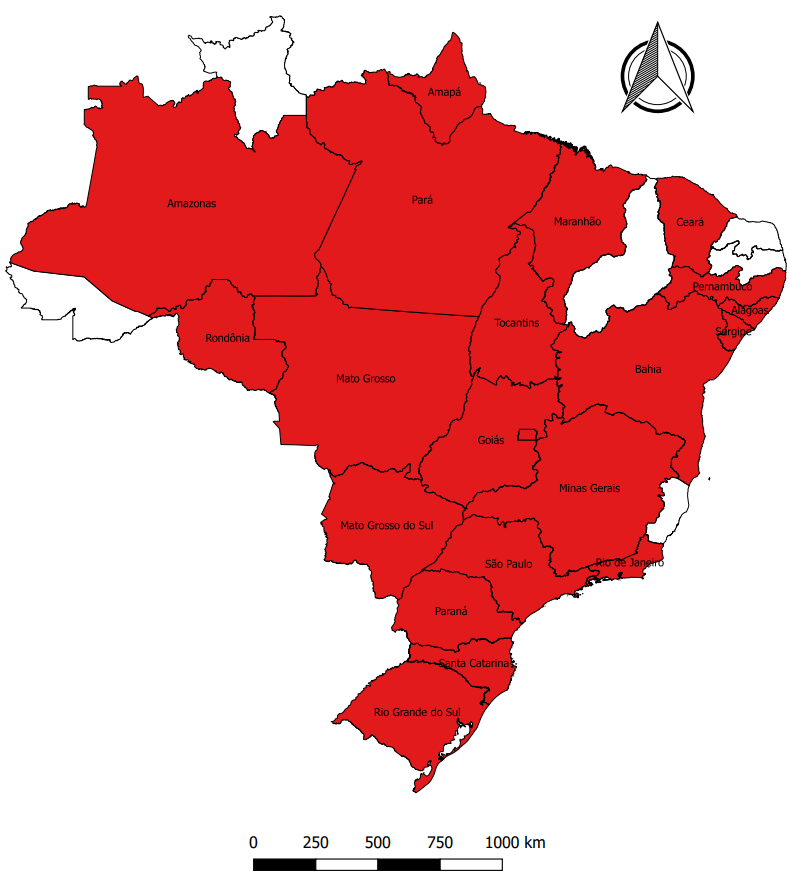 Amapá
Amazonas
Pará
Maranhão
Ceará
Pernambuco
Alagoas
Sergipe
Tocantins
Rondônia
Bahia
Mato Grosso
Goiás
Minas Gerais
Mato Grosso do Sul
São Paulo
Rio de Janeiro
Paraná
Santa Catarina
Rio Grande do Sul
0 250 500 750 1000 km